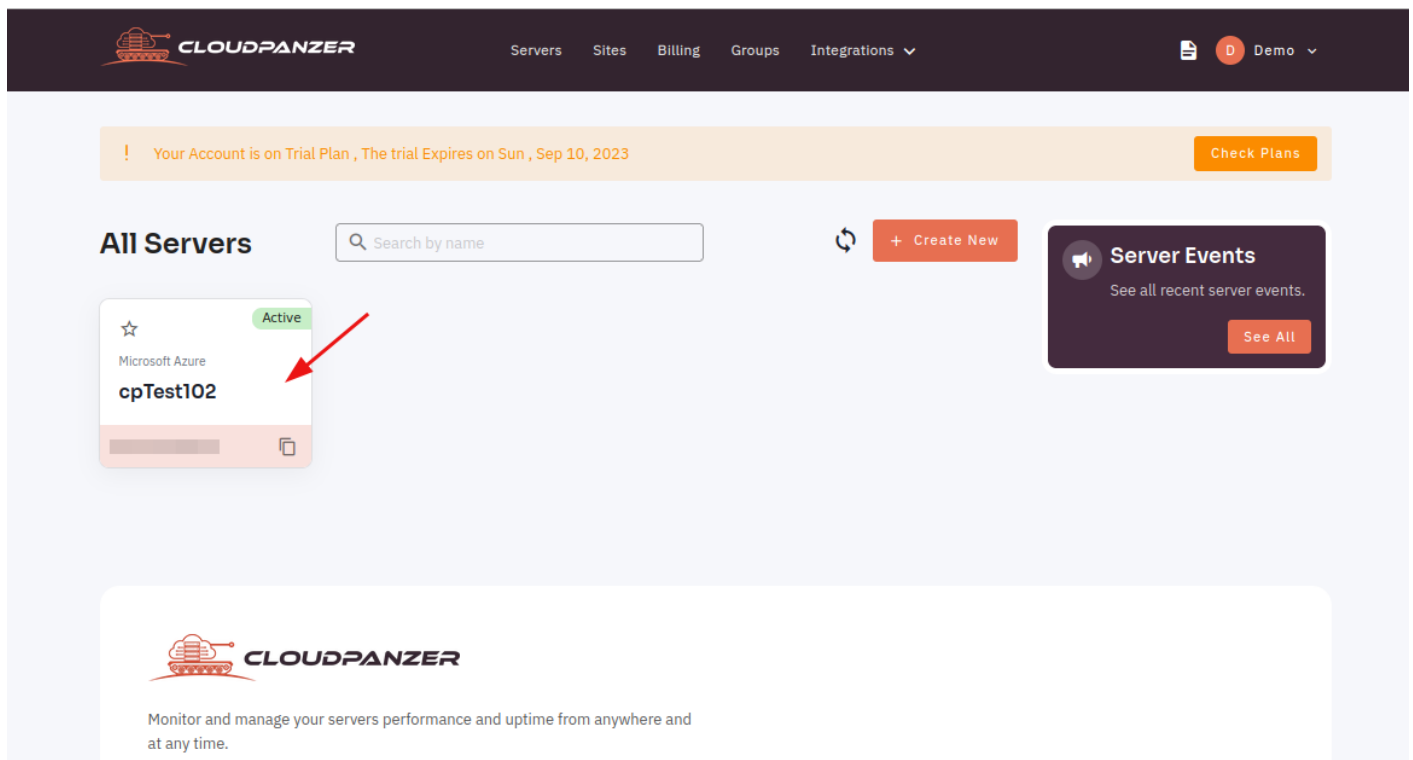 CLOUDPANZER
Servers Sites Billing Groups Integrations
D Demo
! Your Account is on Trial Plan , The trial Expires on Sun , Sep 10, 2023
Check Plans
All Servers
Search by name
+ Create New
Active
Microsoft Azure
cpTest102
Server Events
See all recent server events.
See All
CLOUDPANZER
Monitor and manage your servers performance and uptime from anywhere and
at any time.